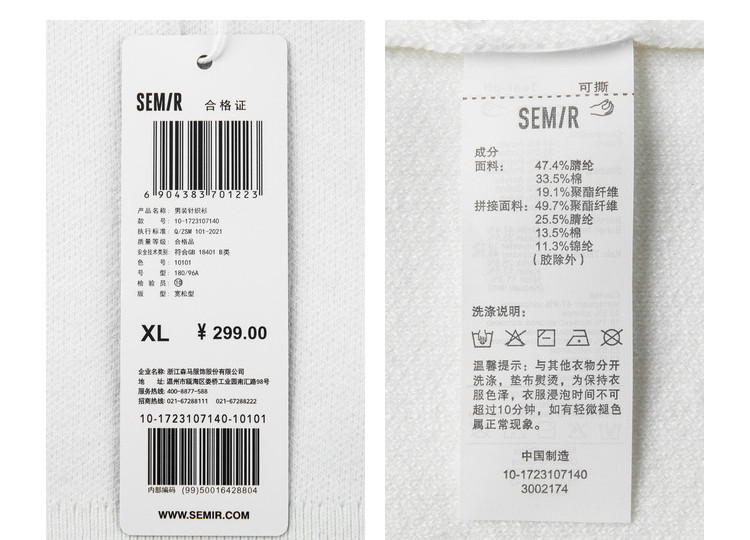 SEM/R 合格证
6 904383 701223
产品名称: 男装针织衫
款 号: 10-1723107140
执行标准: Q/ZSM 101-2021
质量等级: 合格品
安全技术类别: 符合GB 18401 B类
色 号: 10101
号 型: 180/96A
检 验 员: ⑩
版 型: 宽松型
XL ¥ 299.00
企业名称: 浙江森马服饰股份有限公司
地 址: 温州市瓯海区娄桥工业园南汇路98号
服务热线: 400-8877-588
招商热线: 021-67288111 021-67288222
10-1723107140-10101
内部编码 (99)50016428804
WWW.SEMIR.COM
可撕
SEM/R
成分
面料: 47.4%腈纶
33.5%棉
19.1%聚酯纤维
拼接面料: 49.7%聚酯纤维
25.5%腈纶
13.5%棉
11.3%锦纶
(胶除外)
洗涤说明:
温馨提示: 与其他衣物分开
洗涤, 垫布熨烫, 为保持衣
服色泽, 衣服浸泡时间不可
超过10分钟, 如有轻微褪色
属正常现象。
中国制造
10-1723107140
3002174